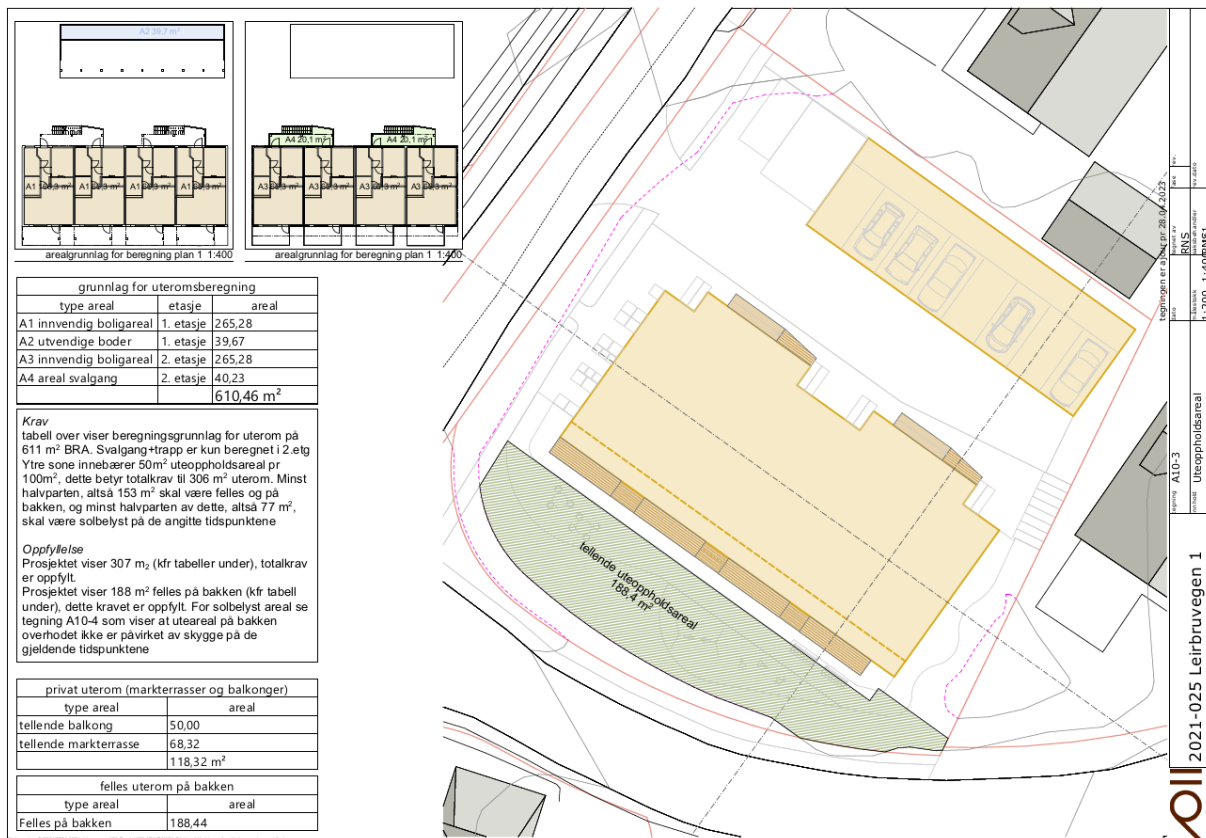 A2 39,7 m²
A4 20,1 m²
A4 20,1 m²
arealgrunnlag for beregning plan 1 1:400
arealgrunnlag for beregning plan 1 1:400
grunnlag for uteromsberegning
type areal etasje areal
A1 innvendig boligareal 1. etasje 265,28
A2 utvendige boder 1. etasje 39,67
A3 innvendig boligareal 2. etasje 265,28
A4 areal svalgang 2. etasje 40,23
610,46 m²
Krav
tabell over viser beregningsgrunnlag for uterom på
611 m² BRA. Svalgang+trapp er kun beregnet i 2.etg
Ytre sone innebærer 50m² uteoppholdsareal pr
100m², dette betyr totalkrav til 306 m² uterom. Minst
halvparten, altså 153 m² skal være felles og på
bakken, og minst halvparten av dette, altså 77 m²,
skal være solbelyst på de angitte tidspunktene
Oppfyllelse
Prosjektet viser 307 m₂ (kfr tabeller under), totalkrav
er oppfylt.
Prosjektet viser 188 m² felles på bakken (kfr tabell
under), dette kravet er oppfylt. For solbelyst areal se
tegning A10-4 som viser at uteareal på bakken
overhodet ikke er påvirket av skygge på de
gjeldende tidspunktene
privat uterom (markterrasser og balkonger)
type areal areal
tellende balkong 50,00
tellende markterrasse 68,32
118,32 m²
felles uterom på bakken
type areal areal
Felles på bakken 188,44
tellende uteoppholdsareal
188,4 m²
tegningen er ajour pr 28.04.2023
RNS
A10-3
Uteoppholdsareal
2021-025 Leirbruvegen 1